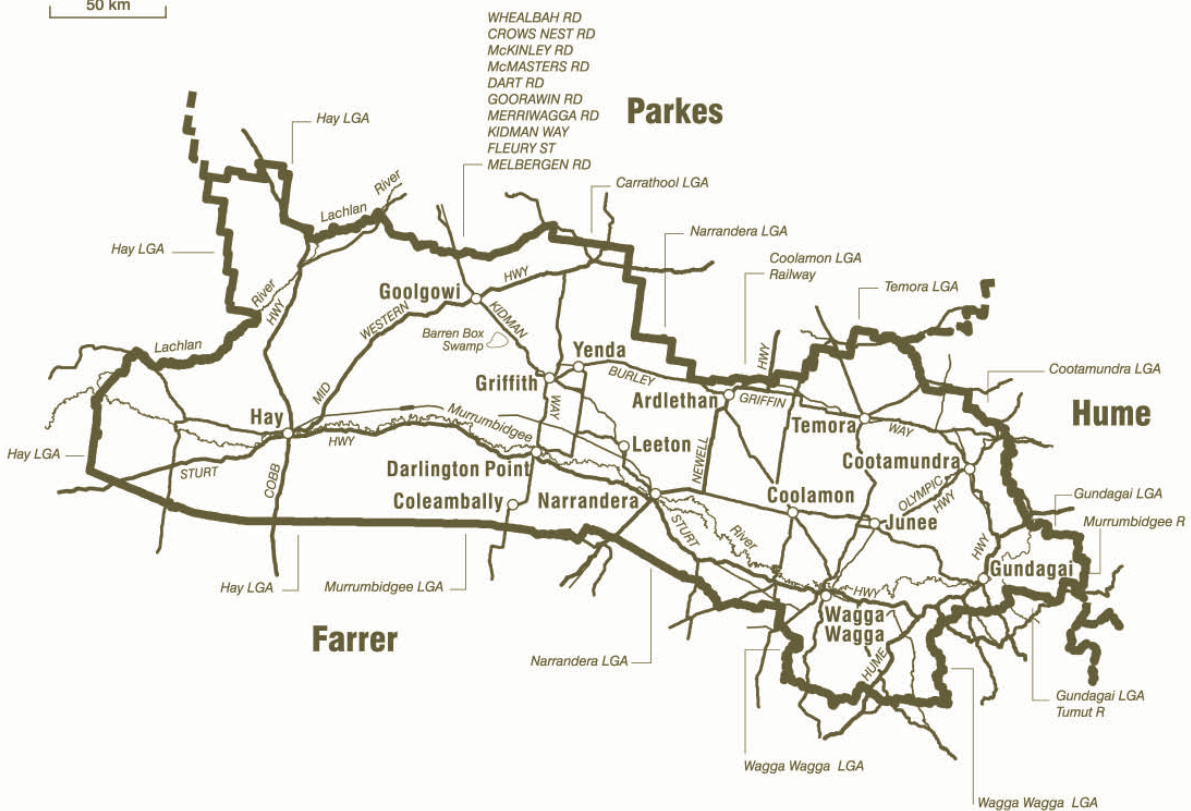 50 km
WHEALBAH RD
CROWS NEST RD
McKINLEY RD
McMASTERS RD
DART RD
GOORAWIN RD
MERRIWAGGA RD
KIDMAN WAY
FLEURY ST
MELBERGEN RD
Parkes
Hay LGA
Carrathool LGA
Lachlan
River
Narrandera LGA
Hay LGA
Coolamon LGA
Railway
Temora LGA
River
HWY
Goolgowi
HWY
WESTERN
KIDMAN
Barren Box
Swamp
Lachlan
Yenda
HWY
BURLEY
Griffith
Cootamundra LGA
MID
WAY
Ardlethan
GRIFFIN
Hay
Murrumbidgee
Temora
WAY
Hume
HWY
Leeton
Hay LGA
STURT
COBB
Darlington Point
NEWELL
Cootamundra
Coleambally
Narrandera
Coolamon
OLYMPIC
HWY
Gundagai LGA
Junee
Murrumbidgee R
STURT
River
HWY
Gundagai
Hay LGA
Murrumbidgee LGA
HWY
Wagga
Wagga
Farrer
Narrandera LGA
HUME
Gundagai LGA
Tumut R
Wagga Wagga LGA
Wagga Wagga LGA